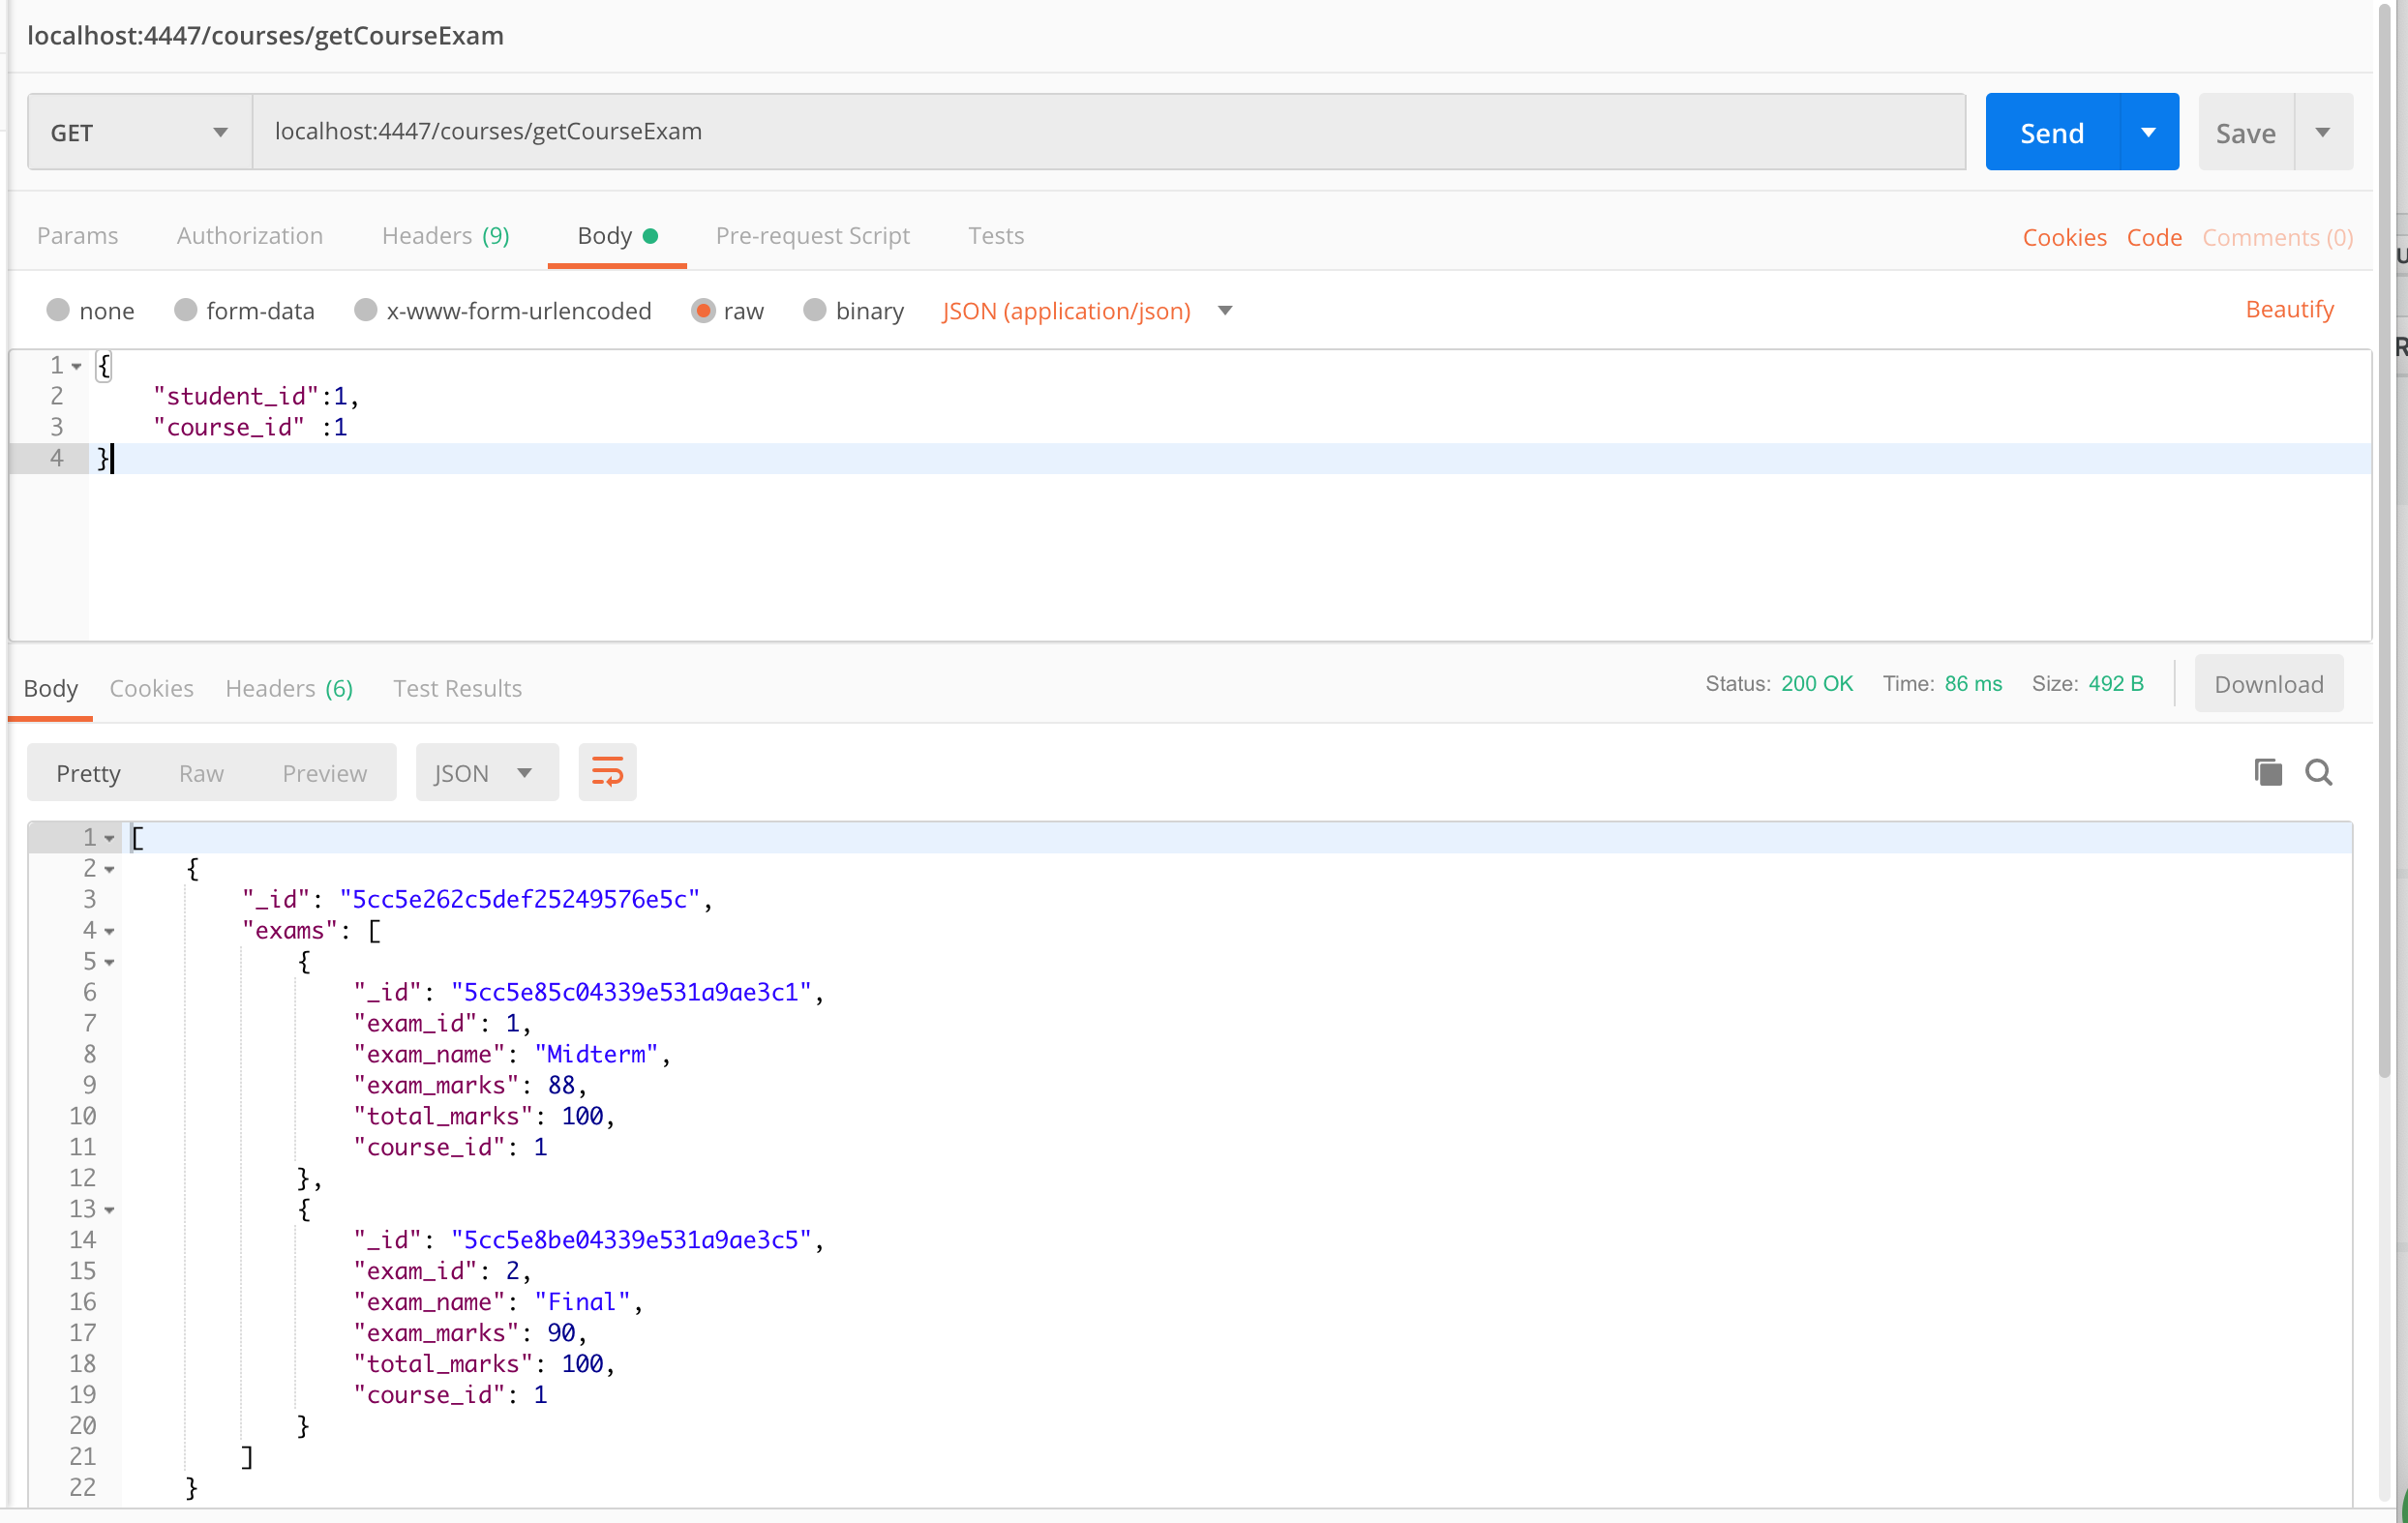 localhost:4447/courses/getCourseExam
GET localhost:4447/courses/getCourseExam Send Save
Params Authorization Headers (9) Body Pre-request Script Tests Cookies Code Comments (0)
none form-data x-www-form-urlencoded raw binary JSON (application/json) Beautify
1 {
2 "student_id":1,
3 "course_id" :1
4 }
Body Cookies Headers (6) Test Results Status: 200 OK Time: 86 ms Size: 492 B Download
Pretty Raw Preview JSON
1 [
2 {
3 "_id": "5cc5e262c5def25249576e5c",
4 "exams": [
5 {
6 "_id": "5cc5e85c04339e531a9ae3c1",
7 "exam_id": 1,
8 "exam_name": "Midterm",
9 "exam_marks": 88,
10 "total_marks": 100,
11 "course_id": 1
12 },
13 {
14 "_id": "5cc5e8be04339e531a9ae3c5",
15 "exam_id": 2,
16 "exam_name": "Final",
17 "exam_marks": 90,
18 "total_marks": 100,
19 "course_id": 1
20 }
21 ]
22 }